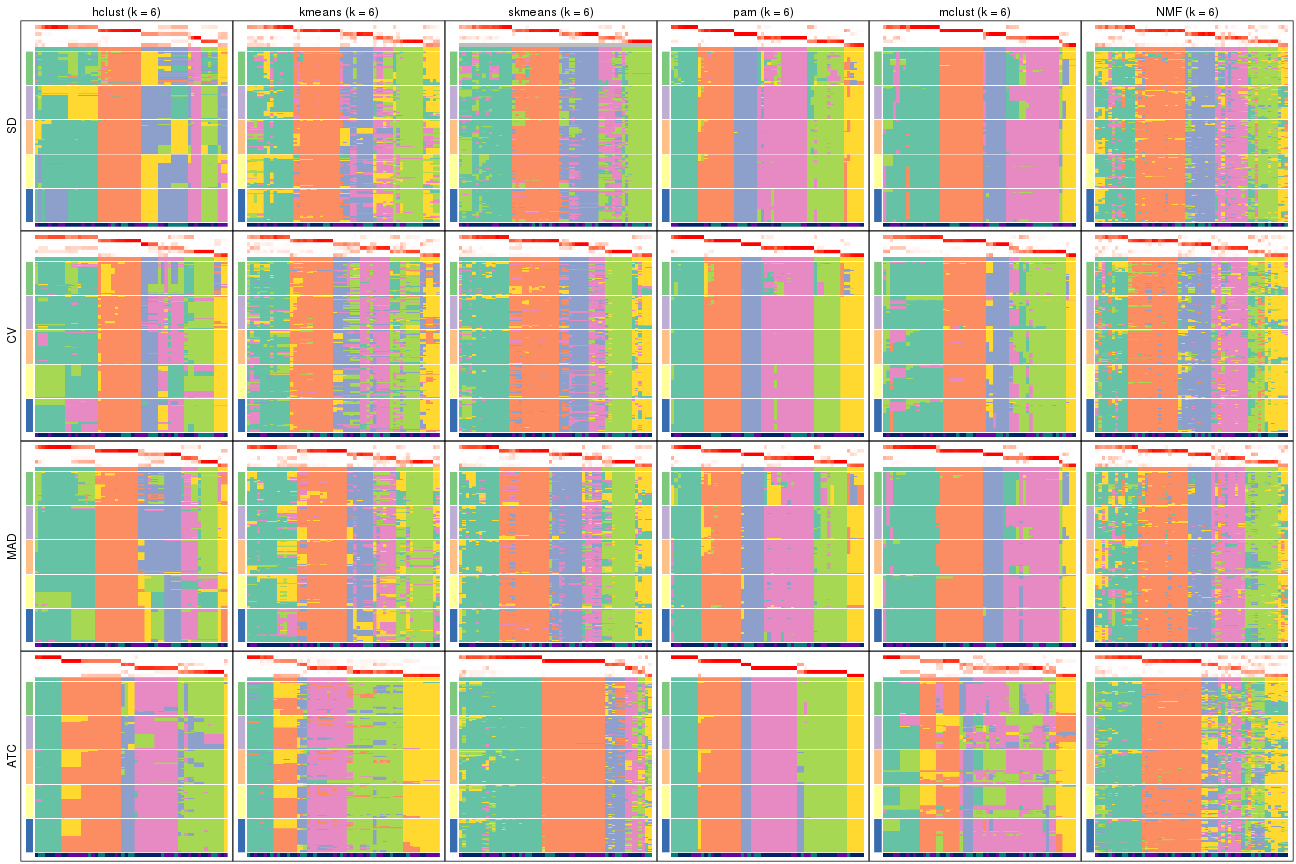 hclust (k = 6) kmeans (k = 6) skmeans (k = 6) pam (k = 6) mclust (k = 6) NMF (k = 6)
SD
CV
MAD
ATC